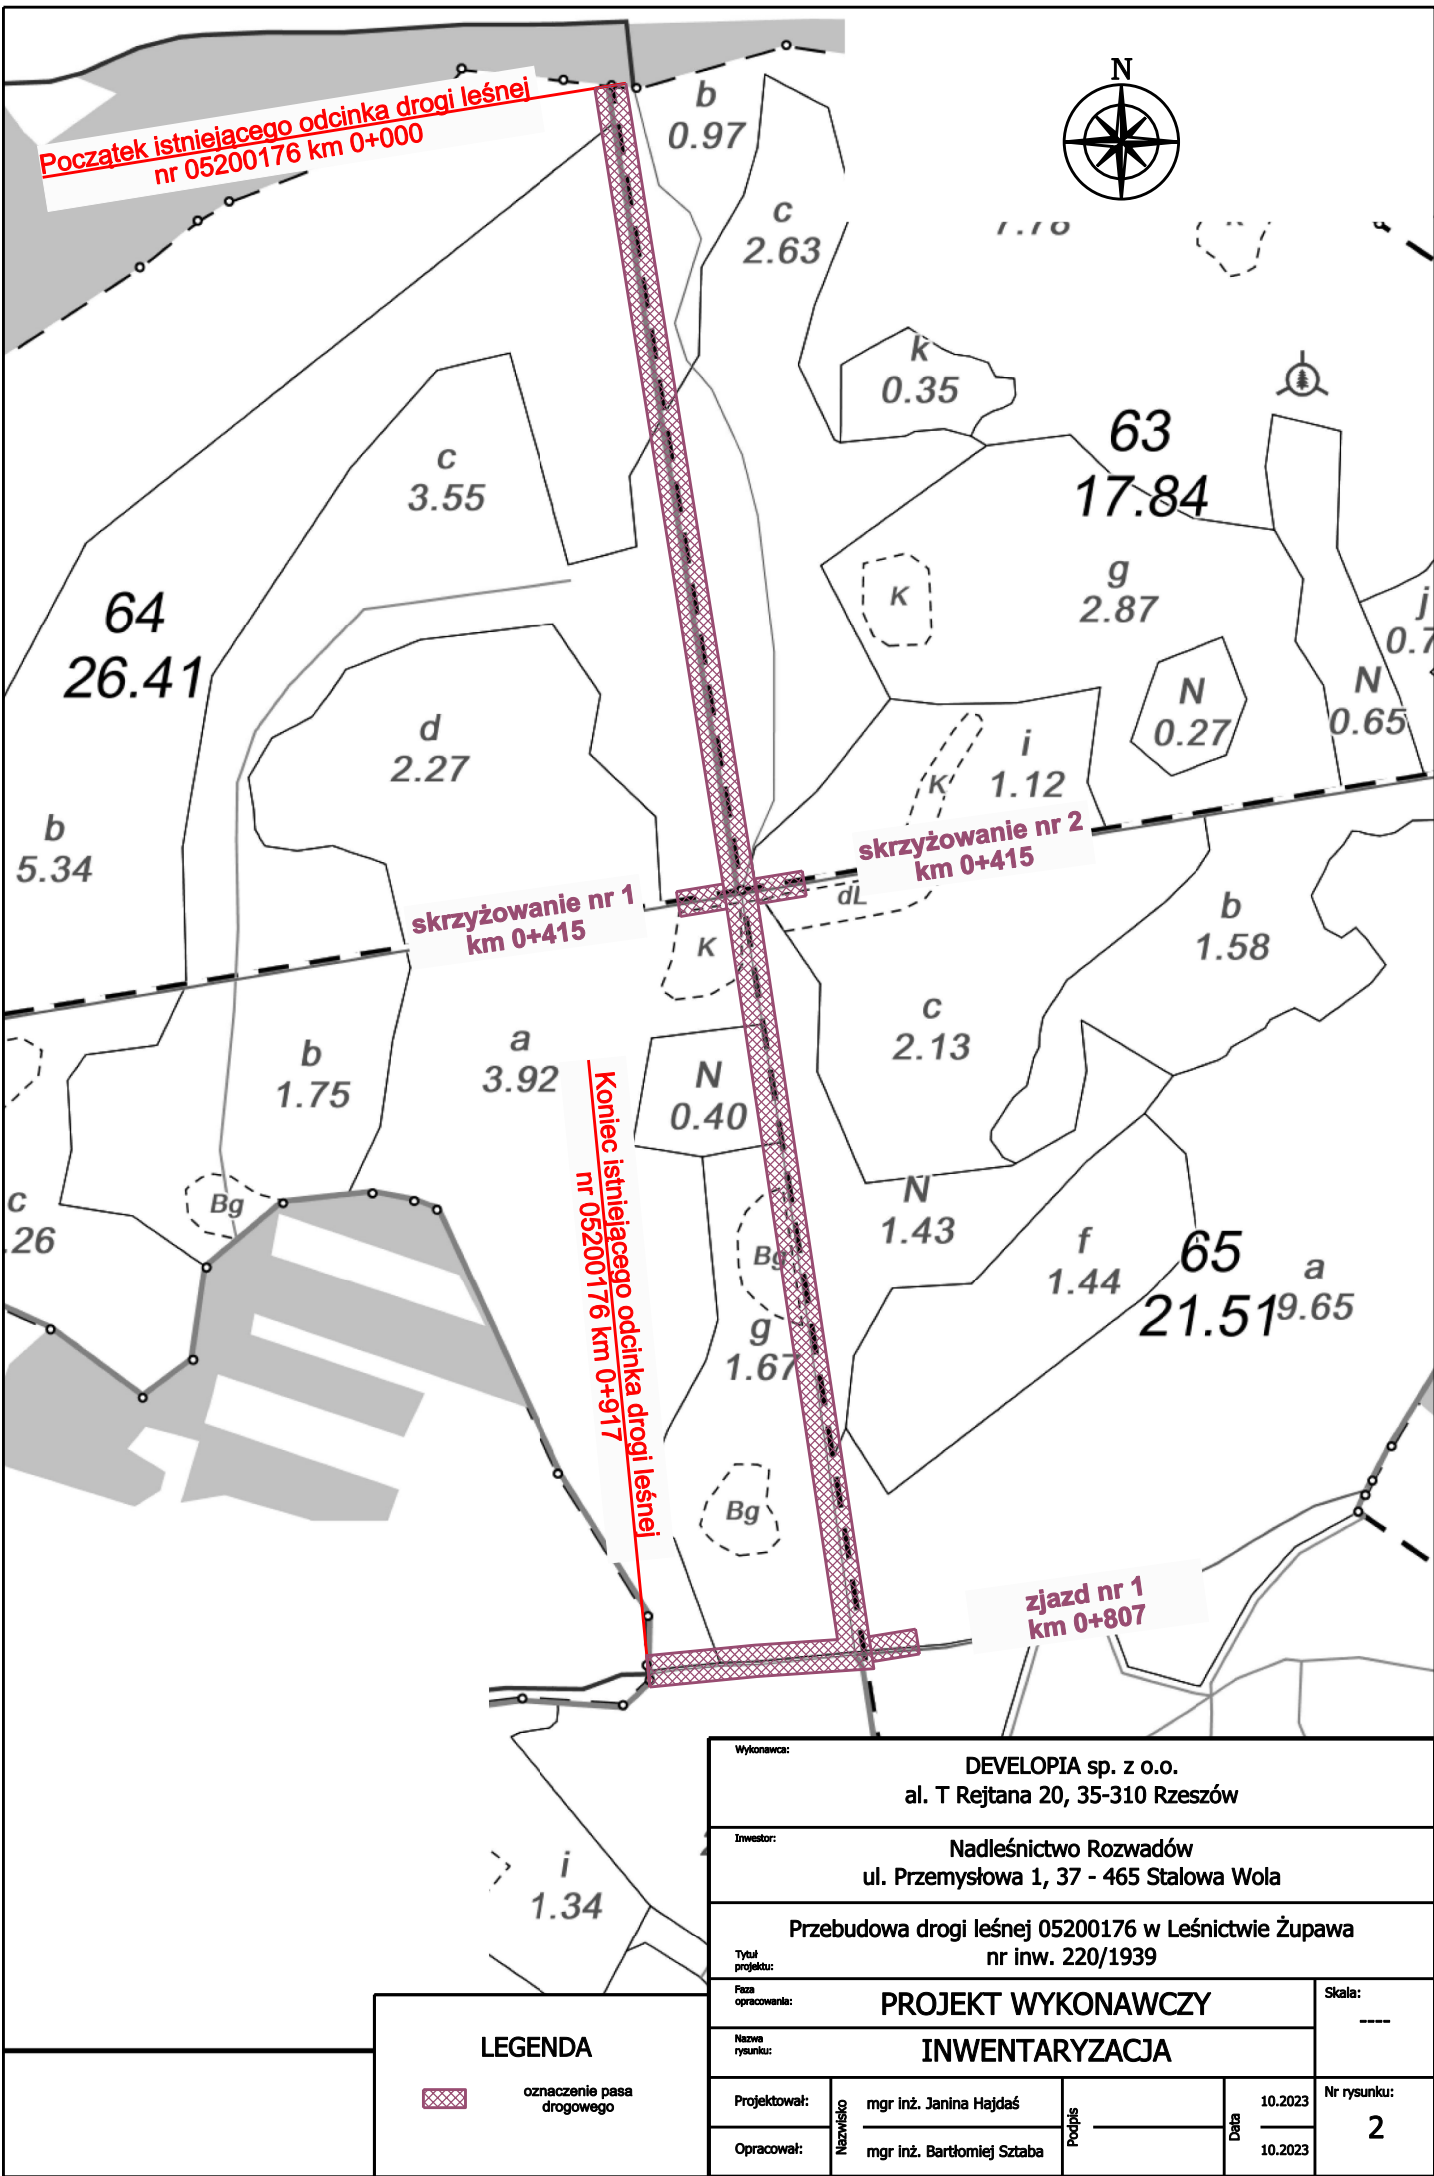 N
Początek istniejącego odcinka drogi leśnej
nr 05200176 km 0+000
b
0.97
c
2.63
k
0.35
63
17.84
c
3.55
K
g
2.87
j
0.7
64
26.41
N
0.27
N
0.65
d
2.27
i
1.12
K
b
5.34
skrzyżowanie nr 2
km 0+415
dL
skrzyżowanie nr 1
km 0+415
K
b
1.58
c
2.13
a
3.92
b
1.75
N
0.40
Koniec istniejącego odcinka drogi leśnej
nr 05200176 km 0+917
c
.26
Bg
N
1.43
Bg
f
1.44
65
21.51
a
9.65
g
1.67
Bg
zjazd nr 1
km 0+807
i
1.34
Wykonawca:
DEVELOPIA sp. z o.o.
al. T Rejtana 20, 35-310 Rzeszów
Inwestor:
Nadleśnictwo Rozwadów
ul. Przemysłowa 1, 37 - 465 Stalowa Wola
Tytuł
projektu:
Przebudowa drogi leśnej 05200176 w Leśnictwie Żupawa
nr inw. 220/1939
Faza
opracowania:
PROJEKT WYKONAWCZY
Skala:
----
Nazwa
rysunku:
INWENTARYZACJA
Projektował:
Nazwisko
mgr inż. Janina Hajdaś
Podpis
Data
10.2023
Nr rysunku:
2
Opracował:
mgr inż. Bartłomiej Sztaba
10.2023
LEGENDA
oznaczenie pasa
drogowego